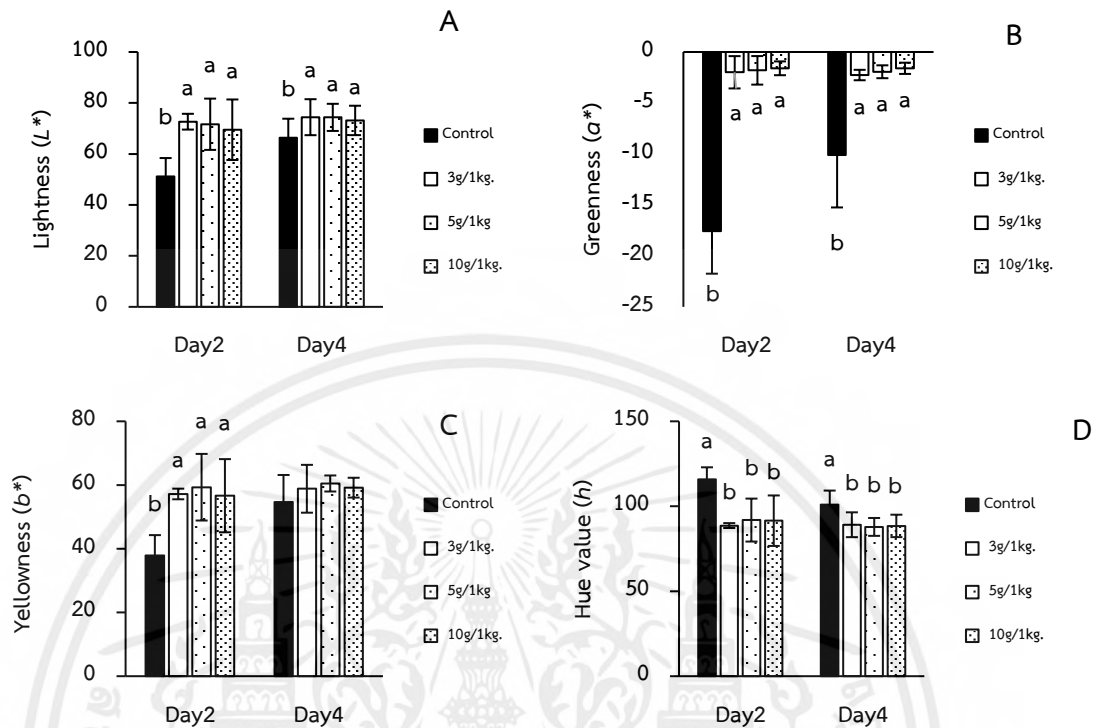 A
Lightness (L*)
100
80
60
40
20
0
b a a a b a a a
Day2 Day4
Control
3g/1kg.
5g/1kg
10g/1kg.
B
Greenness (a*)
0
-5
-10
-15
-20
-25
a a a a a a
b b
Day2 Day4
Control
3g/1kg.
5g/1kg
10g/1kg.
C
Yellowness (b*)
80
60
40
20
0
b a a a
Day2 Day4
Control
3g/1kg.
5g/1kg
10g/1kg.
D
Hue value (h)
150
100
50
0
a b b b a b b b
Day2 Day4
Control
3g/1kg.
5g/1kg
10g/1kg.